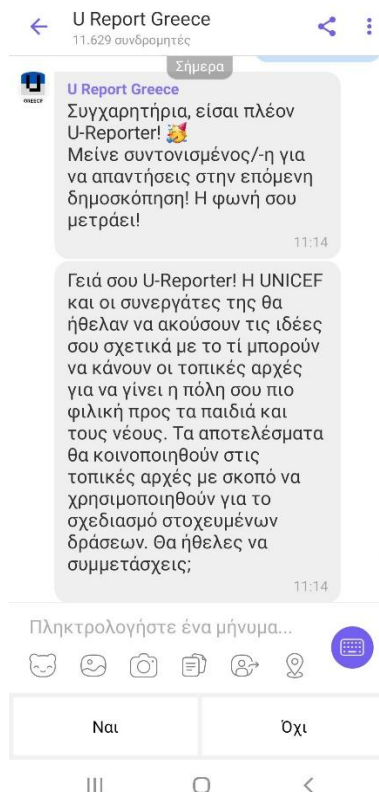 U Report Greece
11.629 συνδρομητές
Σήμερα
GREECE
U Report Greece
Συγχαρητήρια, είσαι πλέον
U-Reporter! 🥳
Μείνε συντονισμένος/-η για
να απαντήσεις στην επόμενη
δημοσκόπηση! Η φωνή σου
μετράει!
11:14
Γειά σου U-Reporter! Η UNICEF
και οι συνεργάτες της θα
ήθελαν να ακούσουν τις ιδέες
σου σχετικά με το τί μπορούν
να κάνουν οι τοπικές αρχές
για να γίνει η πόλη σου πιο
φιλική προς τα παιδιά και
τους νέους. Τα αποτελέσματα
θα κοινοποιηθούν στις
τοπικές αρχές με σκοπό να
χρησιμοποιηθούν για το
σχεδιασμό στοχευμένων
δράσεων. Θα ήθελες να
συμμετάσχεις;
11:14
Πληκτρολογήστε ένα μήνυμα...
Ναι
Όχι